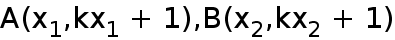 A(x₁,kx₁ + 1),B(x₂,kx₂ + 1)